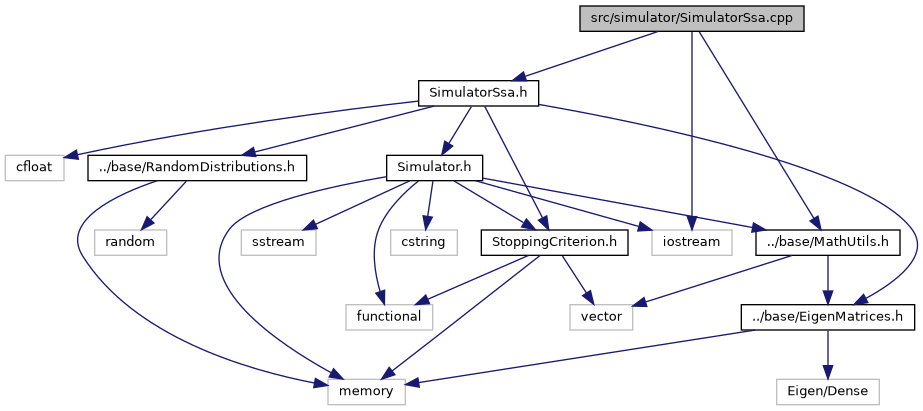 src/simulator/SimulatorSsa.cpp
SimulatorSsa.h
cfloat
../base/RandomDistributions.h
Simulator.h
random
sstream
cstring
StoppingCriterion.h
iostream
../base/MathUtils.h
functional
vector
../base/EigenMatrices.h
memory
Eigen/Dense